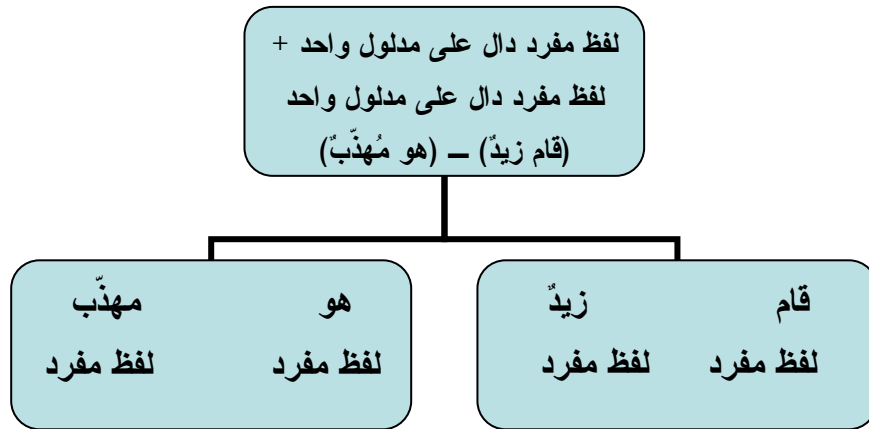 لفظ مفرد دال على مدلول واحد +
لفظ مفرد دال على مدلول واحد
(قام زيدٌ) – (هو مُهذّبٌ)
قام زيدٌ
لفظ مفرد لفظ مفرد
هو مهذّب
لفظ مفرد لفظ مفرد